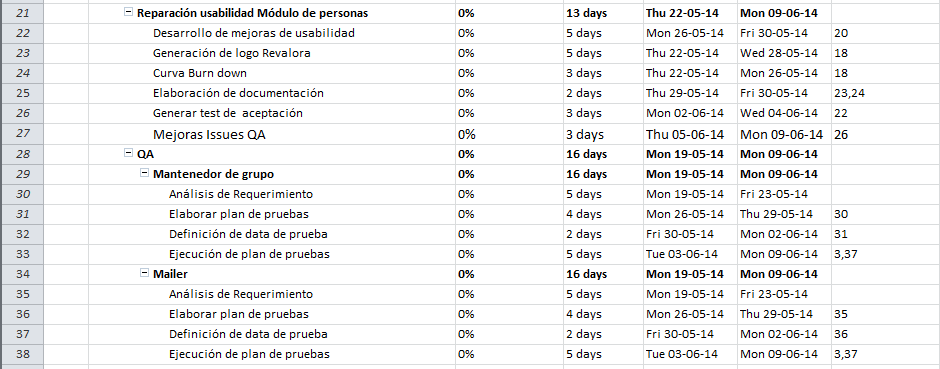 21 Reparación usabilidad Módulo de personas 0% 13 days Thu 22-05-14 Mon 09-06-14
22 Desarrollo de mejoras de usabilidad 0% 5 days Mon 26-05-14 Fri 30-05-14 20
23 Generación de logo Revalora 0% 5 days Thu 22-05-14 Wed 28-05-14 18
24 Curva Burn down 0% 3 days Thu 22-05-14 Mon 26-05-14 18
25 Elaboración de documentación 0% 2 days Thu 29-05-14 Fri 30-05-14 23,24
26 Generar test de aceptación 0% 3 days Mon 02-06-14 Wed 04-06-14 22
27 Mejoras Issues QA 0% 3 days Thu 05-06-14 Mon 09-06-14 26
28 QA 0% 16 days Mon 19-05-14 Mon 09-06-14
29 Mantenedor de grupo 0% 16 days Mon 19-05-14 Mon 09-06-14
30 Análisis de Requerimiento 0% 5 days Mon 19-05-14 Fri 23-05-14
31 Elaborar plan de pruebas 0% 4 days Mon 26-05-14 Thu 29-05-14 30
32 Definición de data de prueba 0% 2 days Fri 30-05-14 Mon 02-06-14 31
33 Ejecución de plan de pruebas 0% 5 days Tue 03-06-14 Mon 09-06-14 3,37
34 Mailer 0% 16 days Mon 19-05-14 Mon 09-06-14
35 Análisis de Requerimiento 0% 5 days Mon 19-05-14 Fri 23-05-14
36 Elaborar plan de pruebas 0% 4 days Mon 26-05-14 Thu 29-05-14 35
37 Definición de data de prueba 0% 2 days Fri 30-05-14 Mon 02-06-14 36
38 Ejecución de plan de pruebas 0% 5 days Tue 03-06-14 Mon 09-06-14 3,37